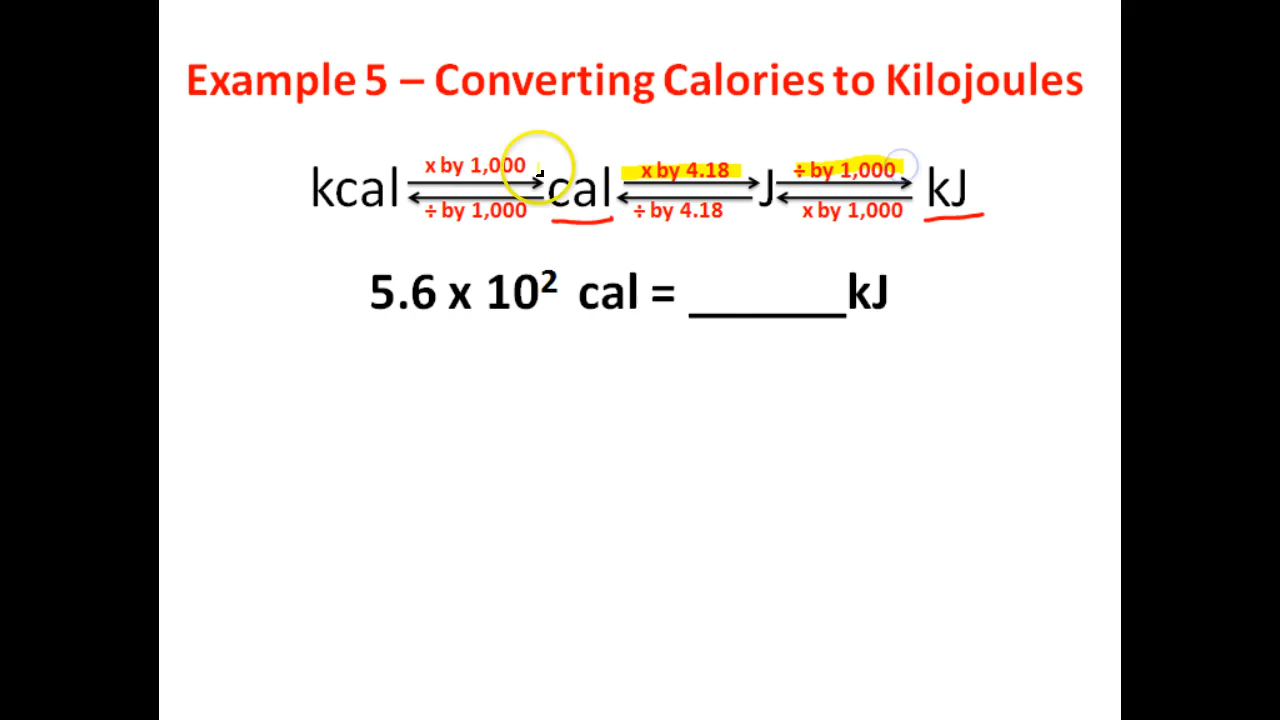 Example 5 – Converting Calories to Kilojoules
x by 1,000 x by 4.18 ÷ by 1,000
kcal cal J kJ
÷ by 1,000 ÷ by 4.18 x by 1,000
5.6 x 10² cal = ______kJ